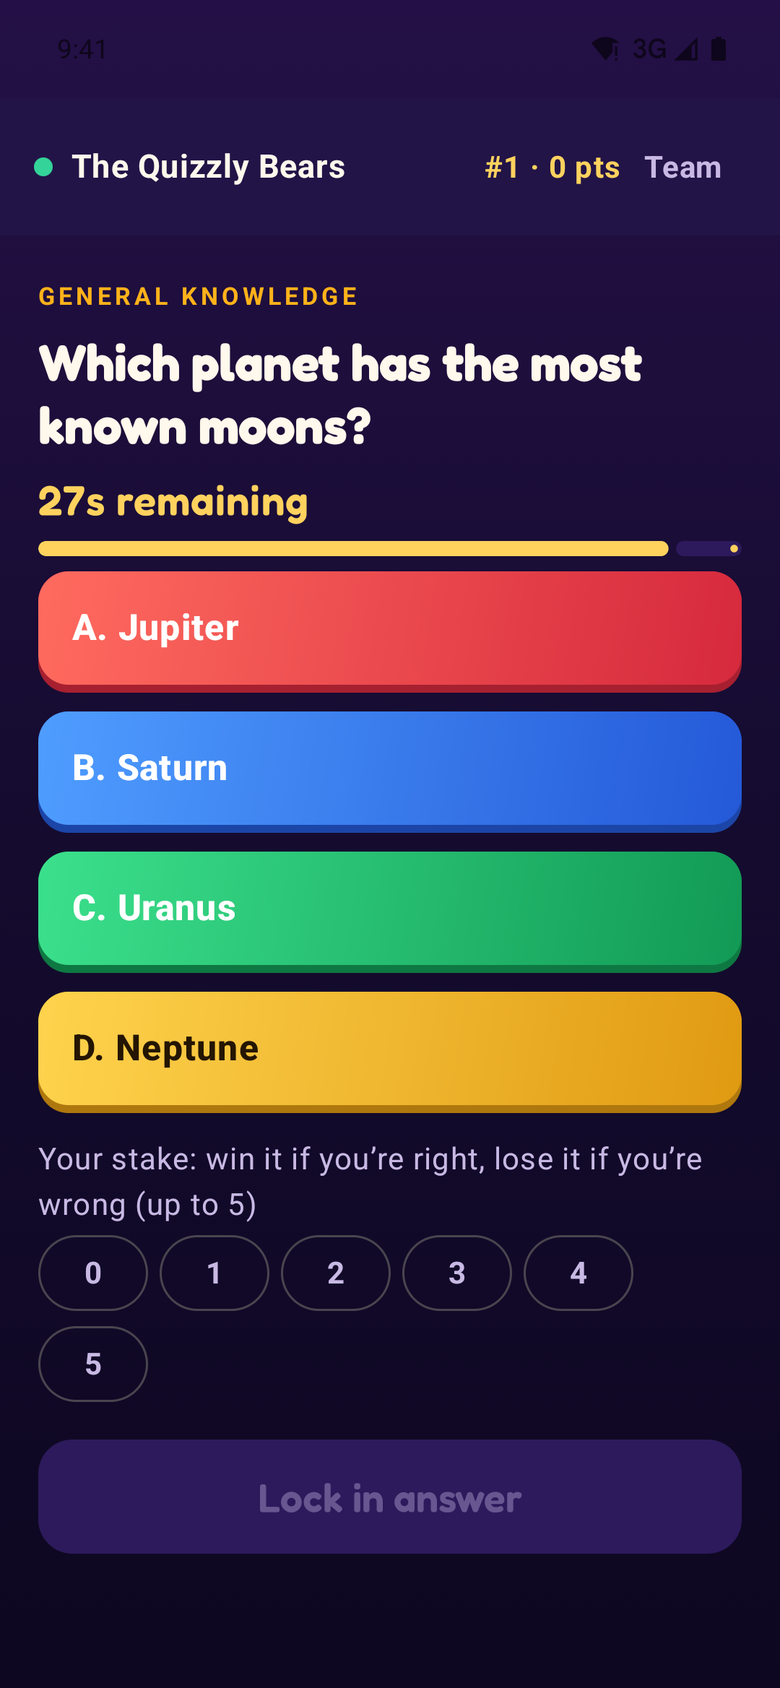 9:41
3G
The Quizzly Bears
#1 · 0 pts Team
GENERAL KNOWLEDGE
Which planet has the most
known moons?
27s remaining
A. Jupiter
B. Saturn
C. Uranus
D. Neptune
Your stake: win it if you’re right, lose it if you’re
wrong (up to 5)
0 1 2 3 4
5
Lock in answer